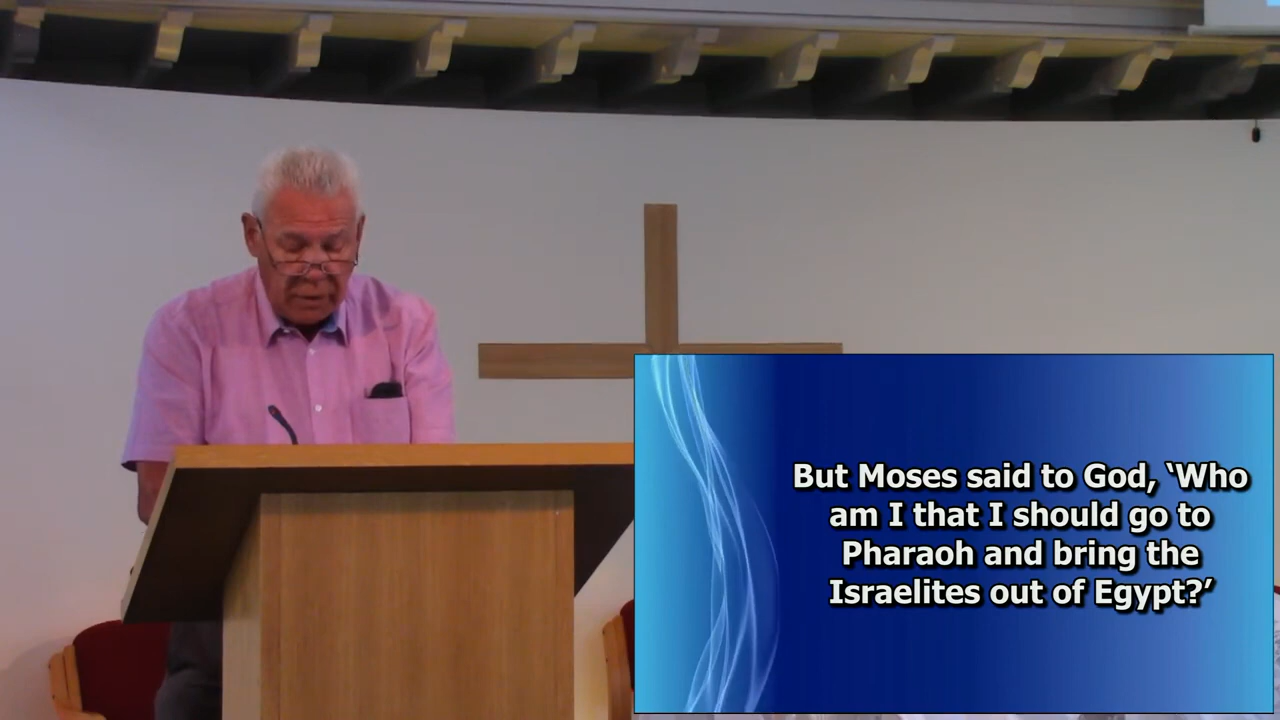 But Moses said to God, ‘Who
am I that I should go to
Pharaoh and bring the
Israelites out of Egypt?’